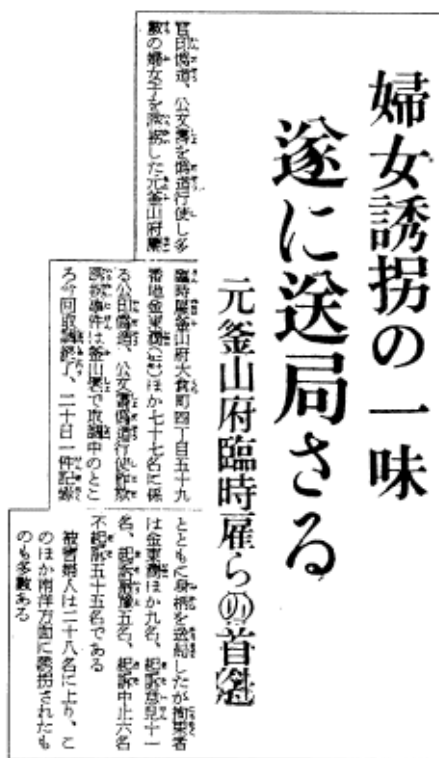 婦女誘拐の一味
遂に送局さる
元釜山府臨時雇らの首魁
官印偽造、公文書を偽造行使し多
数の婦女子を誘拐した元釜山府廳
臨時雇釜山府大倉町四丁目五十九
番地金東潤ほか七十七名に係
る公印偽造、公文書偽造行使詐欺
誘拐事件は釜山署で取調中のとこ
ろ今回取調終了、二十日一件記録
とともに身柄を送局したが拘束者
は金東潤ほか九名、起訴意見十一
名、起訴猶豫五名、起訴中止六名
不起訴五十五名である
被害婦人は二十八名に上り、こ
のほか南洋方面に誘拐されたも
のも多數ある